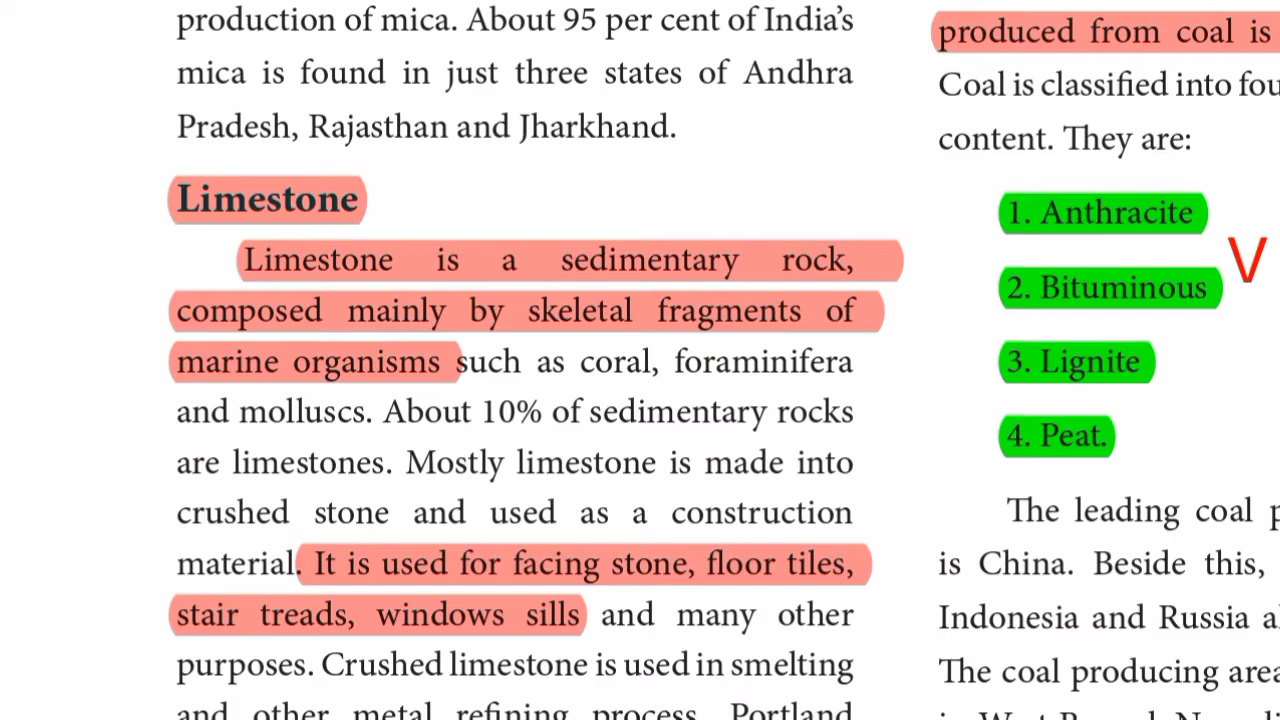 production of mica. About 95 per cent of India’s
mica is found in just three states of Andhra
Pradesh, Rajasthan and Jharkhand.
Limestone
Limestone is a sedimentary rock,
composed mainly by skeletal fragments of
marine organisms such as coral, foraminifera
and molluscs. About 10% of sedimentary rocks
are limestones. Mostly limestone is made into
crushed stone and used as a construction
material. It is used for facing stone, floor tiles,
stair treads, windows sills and many other
purposes. Crushed limestone is used in smelting
and other metal refining process. Portland
produced from coal is
Coal is classified into
content. They are:
1. Anthracite
V
2. Bituminous
3. Lignite
4. Peat.
The leading coal
is China. Beside this,
Indonesia and Russia
The coal producing